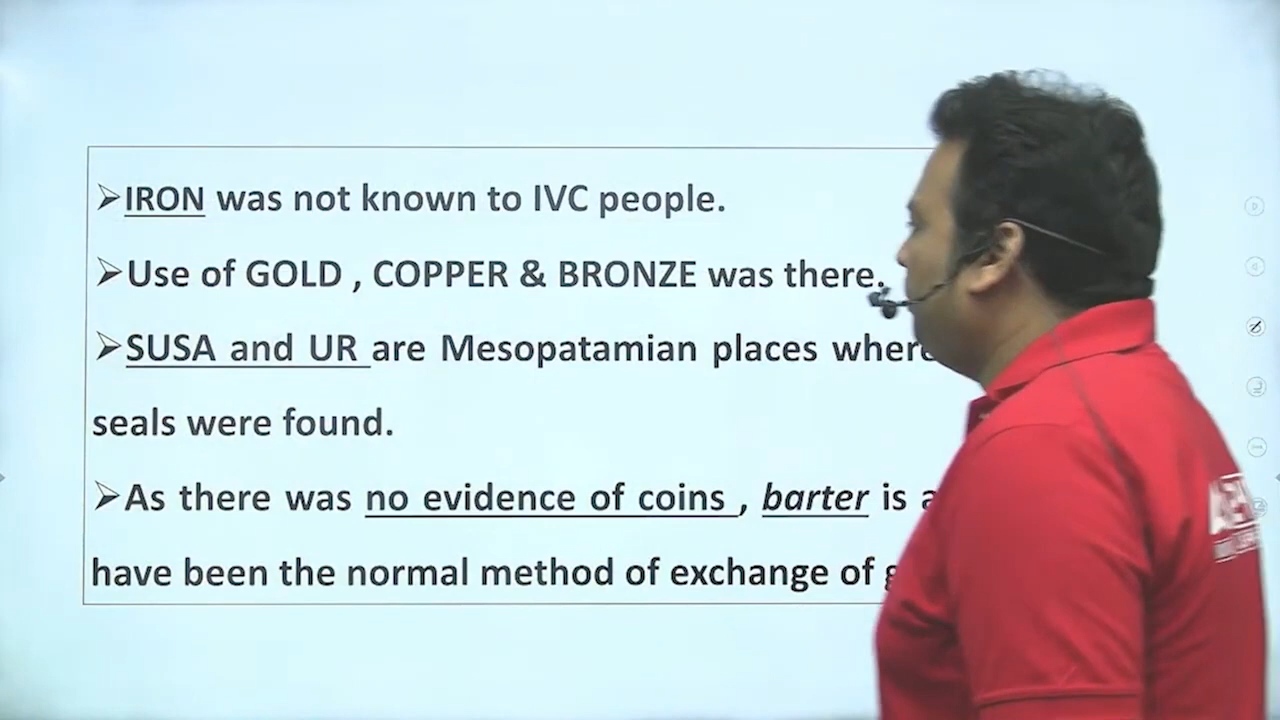 ➢IRON was not known to IVC people.
➢Use of GOLD , COPPER & BRONZE was there.
➢SUSA and UR are Mesopatamian places where
seals were found.
➢As there was no evidence of coins , barter is
have been the normal method of exchange of